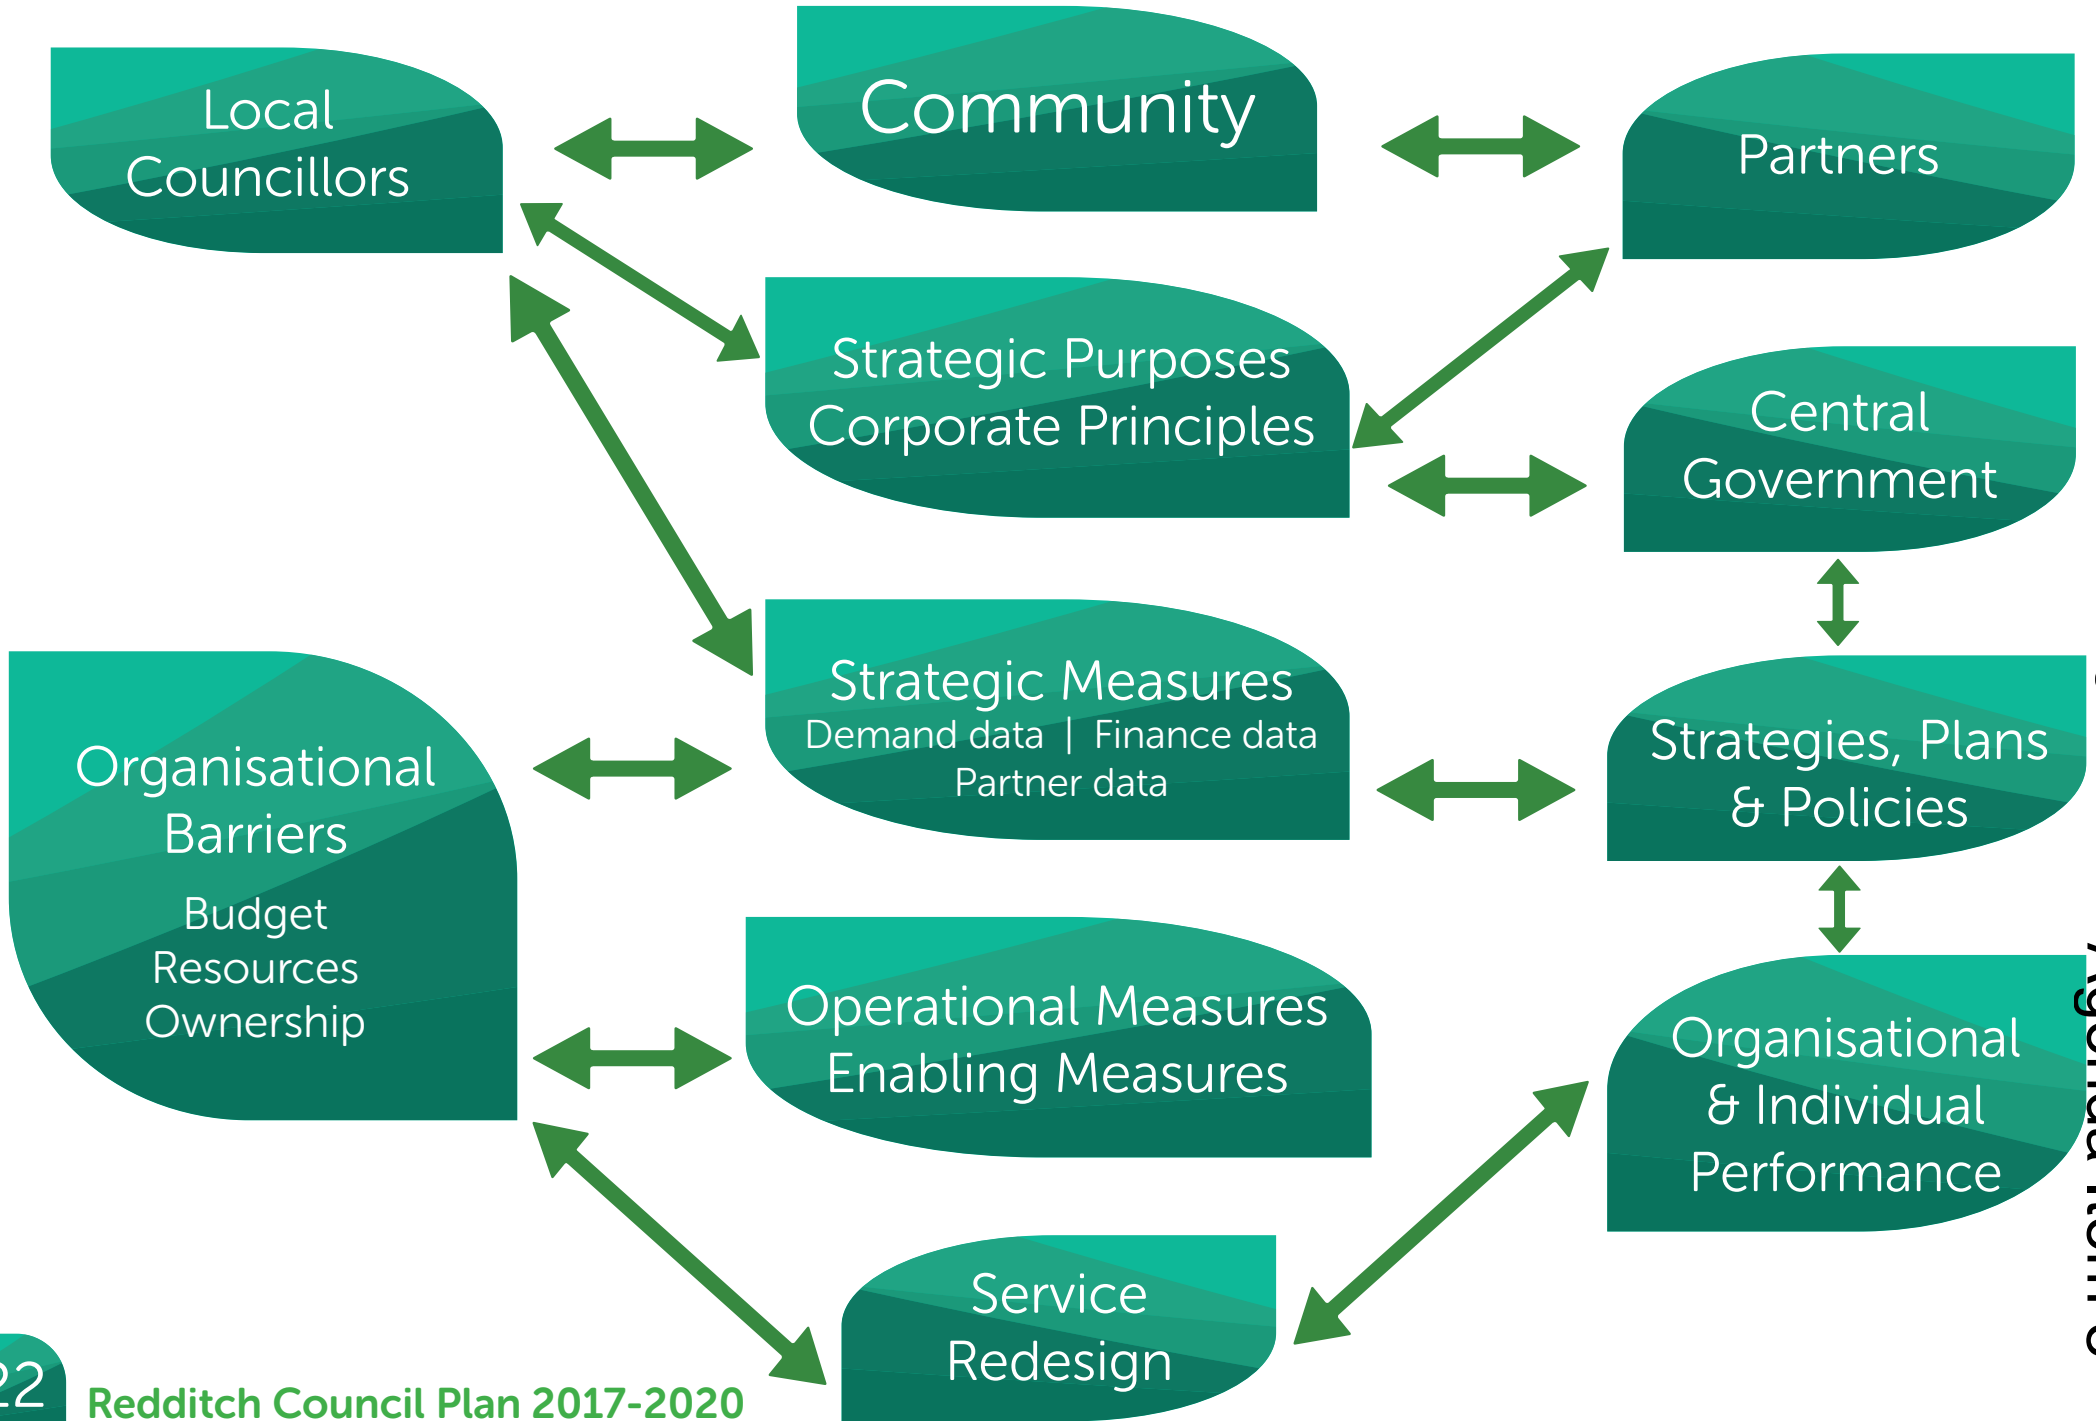 Local
Councillors
Community
Partners
Strategic Purposes
Corporate Principles
Central
Government
Organisational
Barriers
Budget
Resources
Ownership
Strategic Measures
Demand data | Finance data
Partner data
Strategies, Plans
& Policies
Operational Measures
Enabling Measures
Organisational
& Individual
Performance
Service
Redesign
22
Redditch Council Plan 2017-2020
Agenda Item